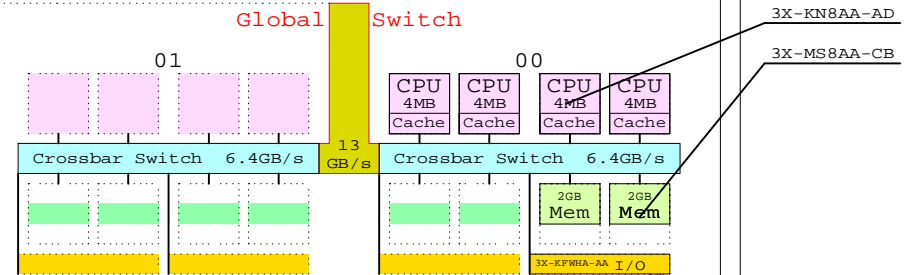 3X-KN8AA-AD
Global Switch
3X-MS8AA-CB
01
00
CPU CPU CPU CPU
4MB 4MB 4MB 4MB
Cache Cache Cache Cache
13
GB/s
Crossbar Switch 6.4GB/s
Crossbar Switch 6.4GB/s
2GB 2GB
Mem Mem
3X-KFWHA-AA I/O